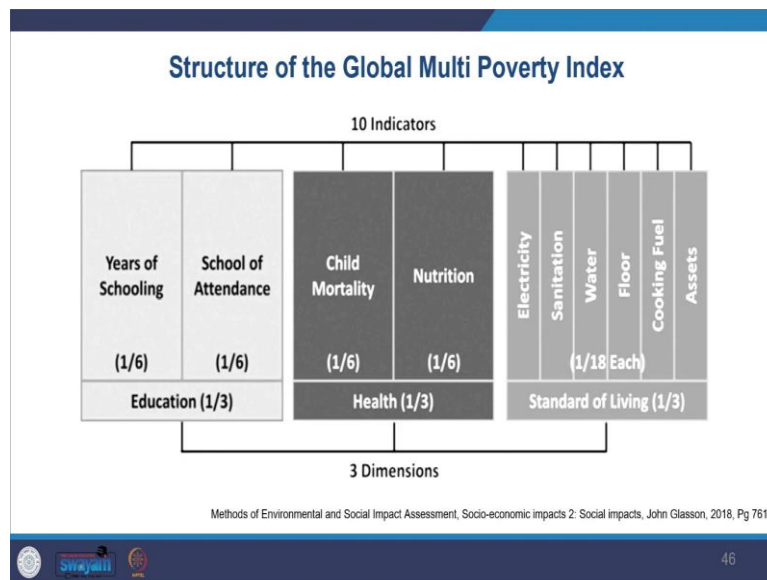 Structure of the Global Multi Poverty Index
10 Indicators
Years of
Schooling
(1/6)
School of
Attendance
(1/6)
Education (1/3)
Child
Mortality
(1/6)
Nutrition
(1/6)
Health (1/3)
Electricity
Sanitation
Water
Floor
Cooking Fuel
Assets
(1/18 Each)
Standard of Living (1/3)
3 Dimensions
Methods of Environmental and Social Impact Assessment, Socio-economic impacts 2: Social impacts, John Glasson, 2018, Pg 761
swayam
46